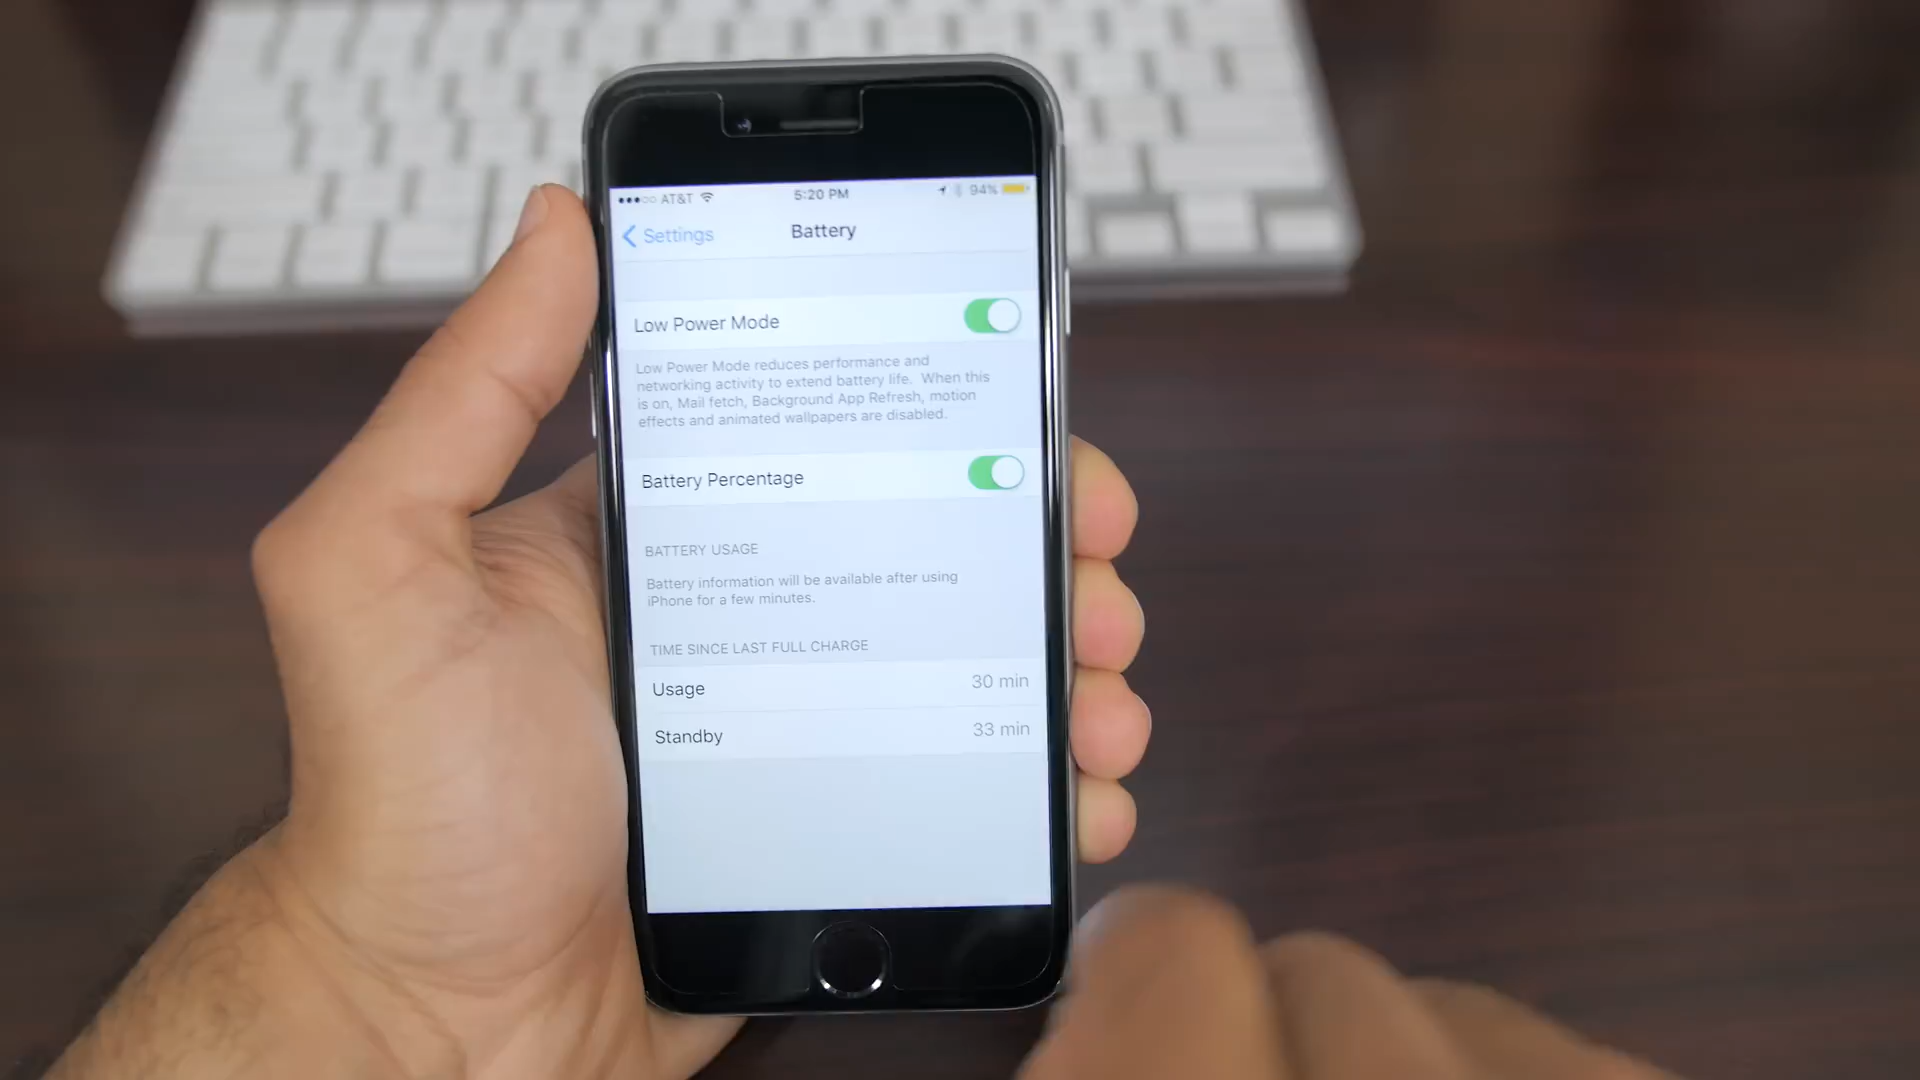 AT&T 5:20 PM 94%
Settings Battery
Low Power Mode
Low Power Mode reduces performance and
networking activity to extend battery life. When this
is on, Mail fetch, Background App Refresh, motion
effects and animated wallpapers are disabled.
Battery Percentage
BATTERY USAGE
Battery information will be available after using
iPhone for a few minutes.
TIME SINCE LAST FULL CHARGE
Usage 30 min
Standby 33 min